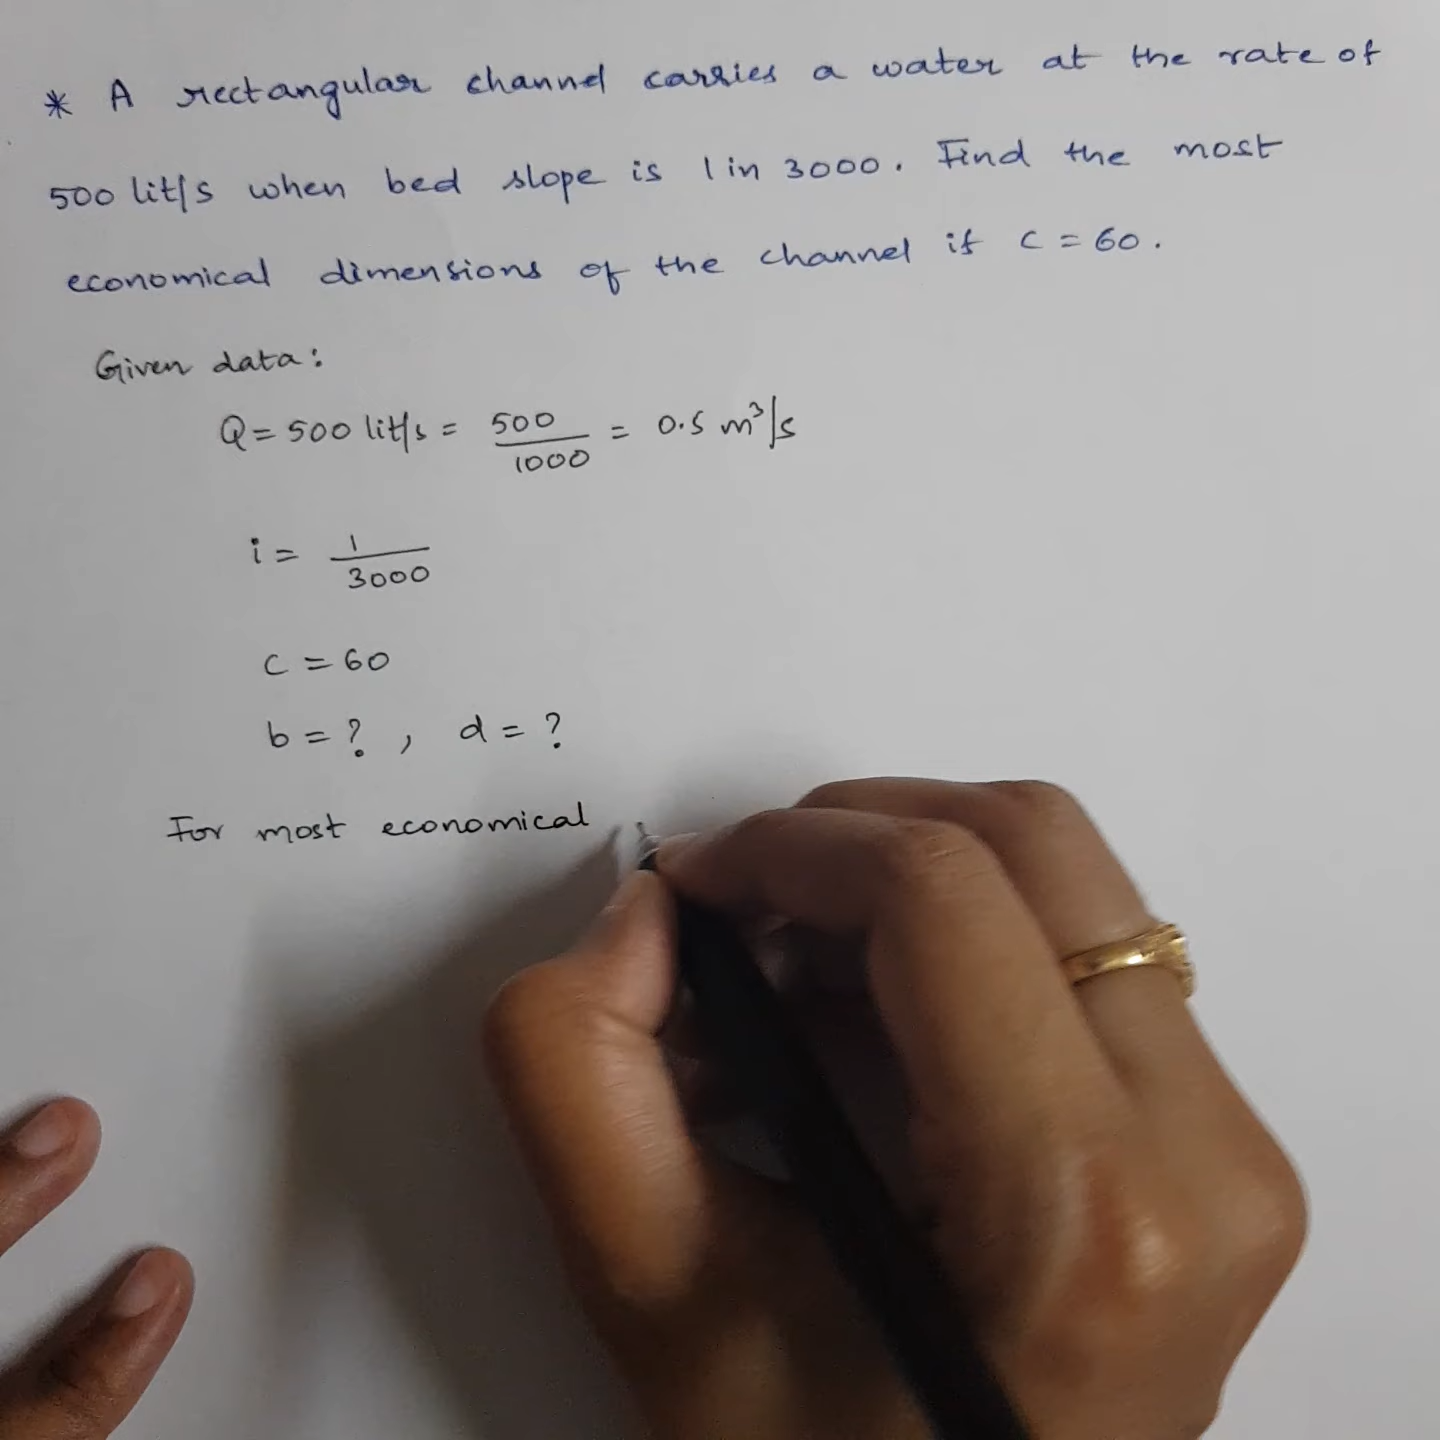 * A rectangular channel carries a water at the rate of
500 lit/s when bed slope is 1 in 3000. Find the most
economical dimensions of the channel if C = 60.
Given data:
Q = 500 lit/s = 500/1000 = 0.5 m³/s
i = 1/3000
C = 60
b = ?, d = ?
For most economical